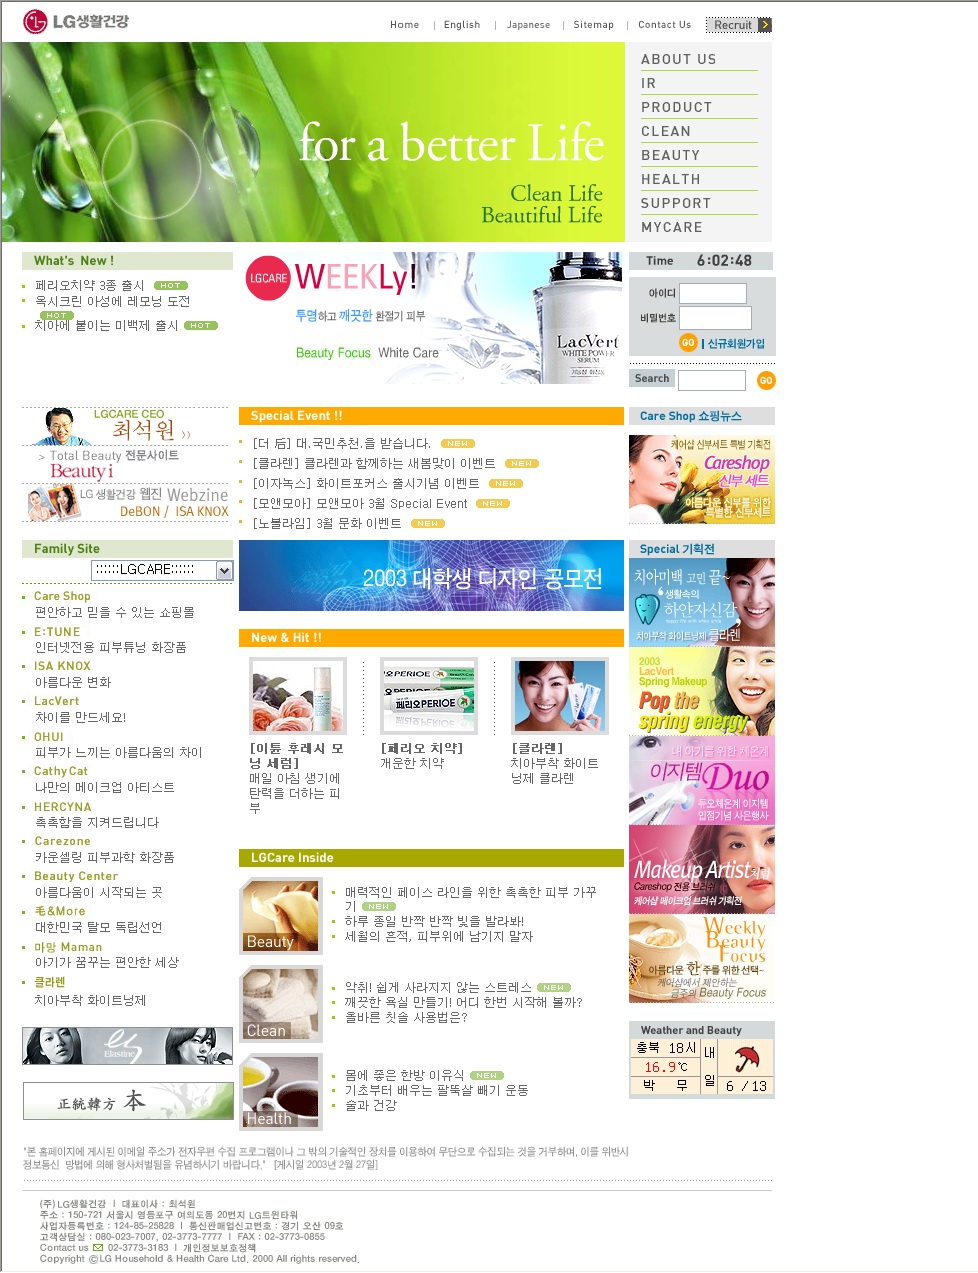 LG생활건강
Home | English | Japanese | Sitemap | Contact Us Recruit
for a better Life
Clean Life
Beautiful Life
ABOUT US
IR
PRODUCT
CLEAN
BEAUTY
HEALTH
SUPPORT
MYCARE
What's New !
페리오치약 3종 출시 HOT
옥시크린 아성에 레모닝 도전
HOT
치아에 붙이는 미백제 출시 HOT
LGCARE WEEKLy!
투명하고 깨끗한 환절기 피부
Beauty Focus White Care
LacVert
WHITE POWER
SERUM
Time 6:02:48
아이디
비밀번호
GO | 신규회원가입
Search GO
LGCARE CEO
최석원 >>
> Total Beauty 전문사이트
Beauty i
LG 생활건강 웹진 Webzine
DeBON / ISA KNOX
Special Event !!
[더 后] 대.국민추천.을 받습니다. NEW
[클라렌] 클라렌과 함께하는 새봄맞이 이벤트 NEW
[이자녹스] 화이트포커스 출시기념 이벤트 NEW
[모앤모아] 모앤모아 3월 Special Event NEW
[노블라임] 3월 문화 이벤트 NEW
Care Shop 쇼핑뉴스
케어샵 신부세트 특별 기획전
Careshop
신부 세트
아름다운 신부를 위한
특별한 신부세트
Family Site
::::::LGCARE::::::
Care Shop
편안하고 믿을 수 있는 쇼핑몰
E:TUNE
인터넷전용 피부튜닝 화장품
ISA KNOX
아름다운 변화
LacVert
차이를 만드세요!
OHUI
피부가 느끼는 아름다움의 차이
CathyCat
나만의 메이크업 아티스트
HERCYNA
촉촉함을 지켜드립니다
Carezone
카운셀링 피부과학 화장품
Beauty Center
아름다움이 시작되는 곳
毛&More
대한민국 탈모 독립선언
마망 Maman
아기가 꿈꾸는 편안한 세상
클라렌
치아부착 화이트닝제
Elastine
正統韓方 本
2003 대학생 디자인 공모전
New & Hit !!
PERIOE
페리오PERIOE
[이튠 후레시 모
닝 세럼]
매일 아침 생기에
탄력을 더하는 피
부
[페리오 치약]
개운한 치약
[클라렌]
치아부착 화이트
닝제 클라렌
LGCare Inside
Beauty
매력적인 페이스 라인을 위한 촉촉한 피부 가꾸
기 NEW
하루 종일 반짝 반짝 빛을 발라봐!
세월의 흔적, 피부위에 남기지 말자
Clean
악취! 쉽게 사라지지 않는 스트레스 NEW
깨끗한 욕실 만들기! 어디 한번 시작해 볼까?
올바른 칫솔 사용법은?
Health
몸에 좋은 한방 이유식 NEW
기초부터 배우는 팔뚝살 빼기 운동
술과 건강
Special 기획전
치아미백 고민 끝~
생활속의
하얀자신감
치아부착 화이트닝제 클라렌
2003
LacVert
Spring Makeup
Pop the
spring energy
내 아기를 위한 체온계
이지템 Duo
듀오체온계 이지템
입점기념 사은행사
Makeup Artist처럼
Careshop 전용 브러쉬
케어샵 메이크업 브러쉬 기획전
Weekly
Beauty
Focus
아름다운 한 주를 위한 선택~
케어샵에서 제안하는
금주의 Beauty Focus
Weather and Beauty
충북 18시
16.9℃
박 무
내
일
6 / 13
"본 홈페이지에 게시된 이메일 주소가 전자우편 수집 프로그램이나 그 밖의 기술적인 장치를 이용하여 무단으로 수집되는 것을 거부하며, 이를 위반시
정보통신 망법에 의해 형사처벌됨을 유념하시기 바랍니다." [게시일 2003년 2월 27일]
(주) LG생활건강 | 대표이사 : 최석원
주소 : 150-721 서울시 영등포구 여의도동 20번지 LG트윈타워
사업자등록번호 : 124-85-25828 | 통신판매업신고번호 : 경기 오산 09호
고객상담실 : 080-023-7007, 02-3773-7777 | FAX : 02-3773-0855
Contact us 02-3773-3183 | 개인정보보호정책
Copyright ⓒLG Household & Health Care Ltd. 2000 All rights reserved.